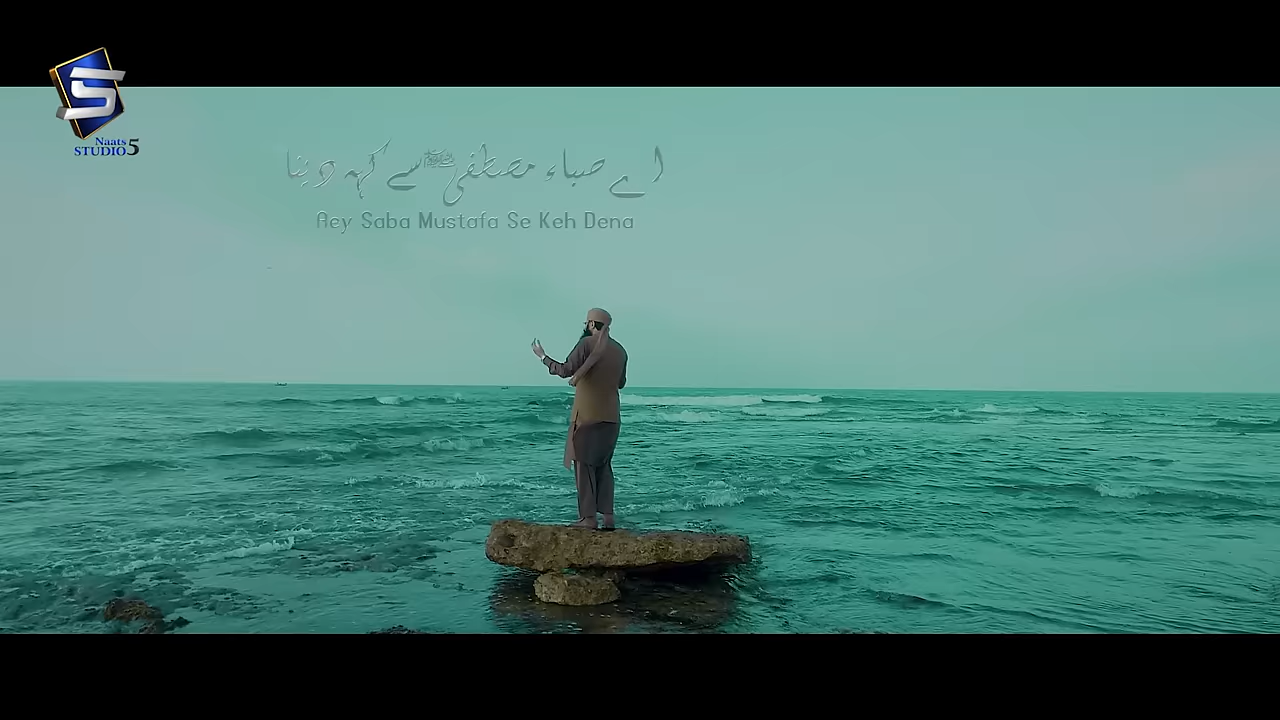 S
Naats
STUDIO5
اے صباء مصطفیٰ ﷺ سے کہہ دینا
Aey Saba Mustafa Se Keh Dena